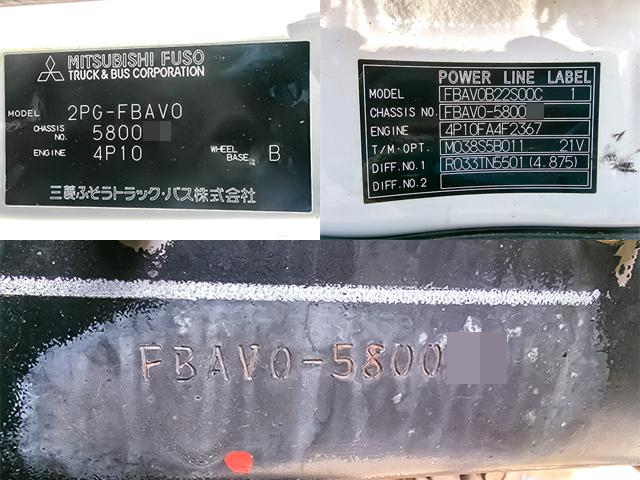 MITSUBISHI FUSO
TRUCK & BUS CORPORATION
MODEL 2PG-FBAV0
CHASSIS NO. 5800
ENGINE 4P10 WHEEL BASE B
三菱ふそうトラック・バス株式会社
POWER LINE LABEL
MODEL FBAV0B22S00C 1
CHASSIS NO. FBAV0-5800
ENGINE 4P10FA4F2367
T/M・OPT. M038S5B011 21V
DIFF. NO.1 R033TN5501 (4.875)
DIFF. NO.2
FBAV0-5800